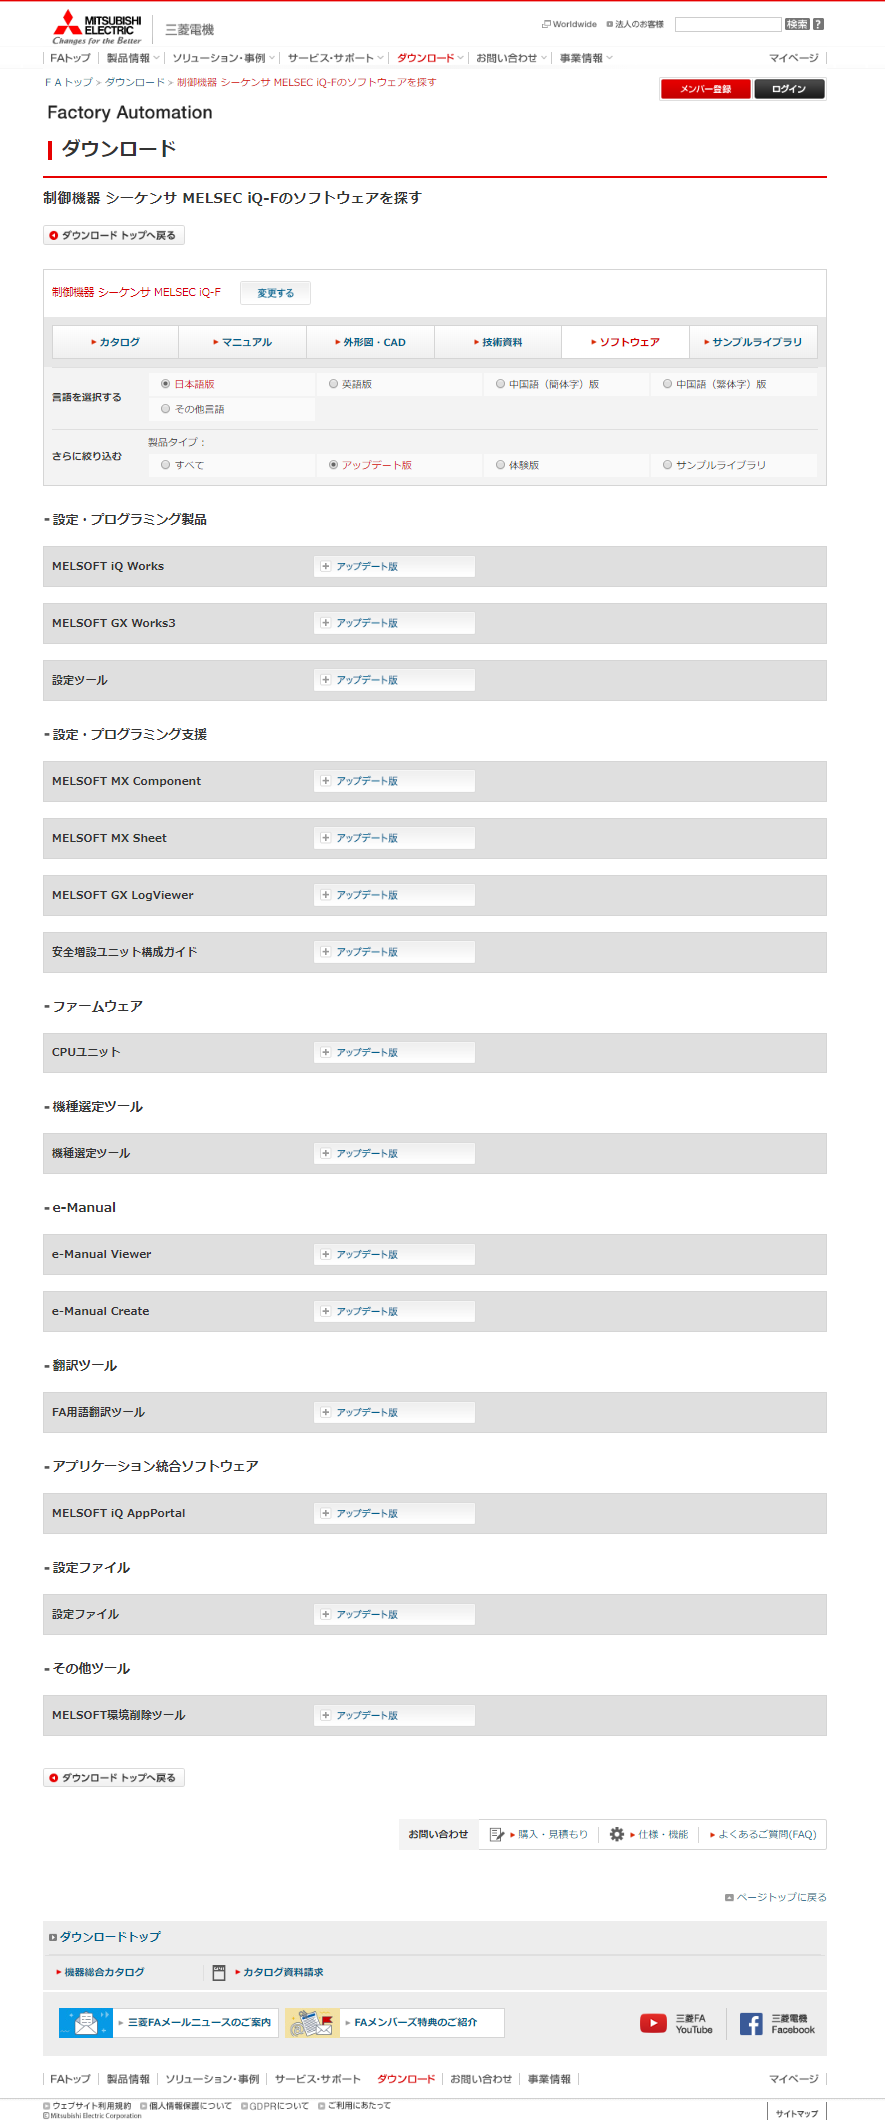 MITSUBISHI
ELECTRIC
Changes for the Better
三菱電機
Worldwide
法人のお客様
検索
?
FAトップ 製品情報 ソリューション・事例 サービス・サポート ダウンロード お問い合わせ 事業情報 マイページ
ＦＡトップ > ダウンロード > 制御機器 シーケンサ MELSEC iQ-Fのソフトウェアを探す
メンバー登録 ログイン
Factory Automation
ダウンロード
制御機器 シーケンサ MELSEC iQ-Fのソフトウェアを探す
ダウンロード トップへ戻る
制御機器 シーケンサ MELSEC iQ-F 変更する
カタログ マニュアル 外形図・CAD 技術資料 ソフトウェア サンプルライブラリ
言語を選択する
日本語版 英語版 中国語（簡体字）版 中国語（繁体字）版
その他言語
さらに絞り込む
製品タイプ：
すべて アップデート版 体験版 サンプルライブラリ
設定・プログラミング製品
MELSOFT iQ Works アップデート版
MELSOFT GX Works3 アップデート版
設定ツール アップデート版
設定・プログラミング支援
MELSOFT MX Component アップデート版
MELSOFT MX Sheet アップデート版
MELSOFT GX LogViewer アップデート版
安全増設ユニット構成ガイド アップデート版
ファームウェア
CPUユニット アップデート版
機種選定ツール
機種選定ツール アップデート版
e-Manual
e-Manual Viewer アップデート版
e-Manual Create アップデート版
翻訳ツール
FA用語翻訳ツール アップデート版
アプリケーション統合ソフトウェア
MELSOFT iQ AppPortal アップデート版
設定ファイル
設定ファイル アップデート版
その他ツール
MELSOFT環境削除ツール アップデート版
ダウンロード トップへ戻る
お問い合わせ 購入・見積もり 仕様・機能 よくあるご質問(FAQ)
ページトップに戻る
ダウンロードトップ
機器総合カタログ カタログ資料請求
三菱FAメールニュースのご案内 FAメンバーズ特典のご紹介
三菱FA
YouTube
三菱電機
Facebook
FAトップ 製品情報 ソリューション・事例 サービス・サポート ダウンロード お問い合わせ 事業情報 マイページ
ウェブサイト利用規約 個人情報保護について GDPRについて ご利用にあたって
©Mitsubishi Electric Corporation
サイトマップ